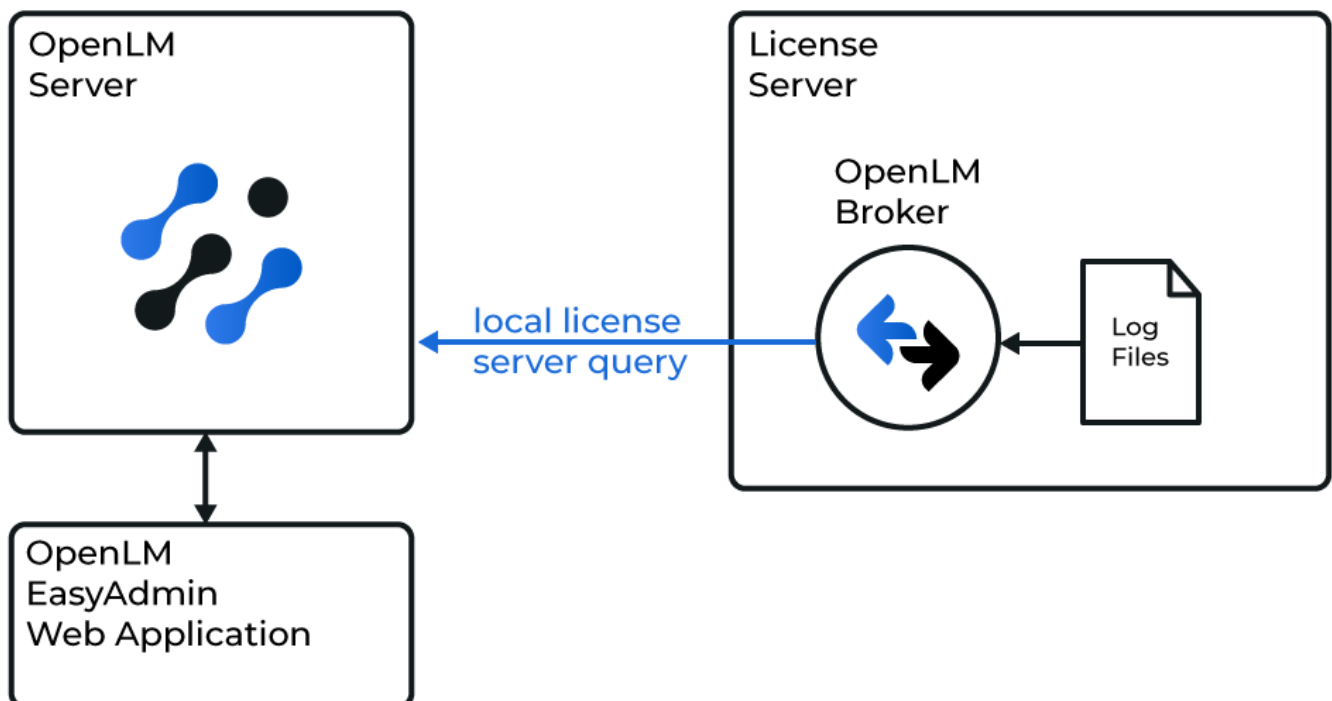 OpenLM
Server
License
Server
OpenLM
Broker
local license
server query
Log
Files
OpenLM
EasyAdmin
Web Application